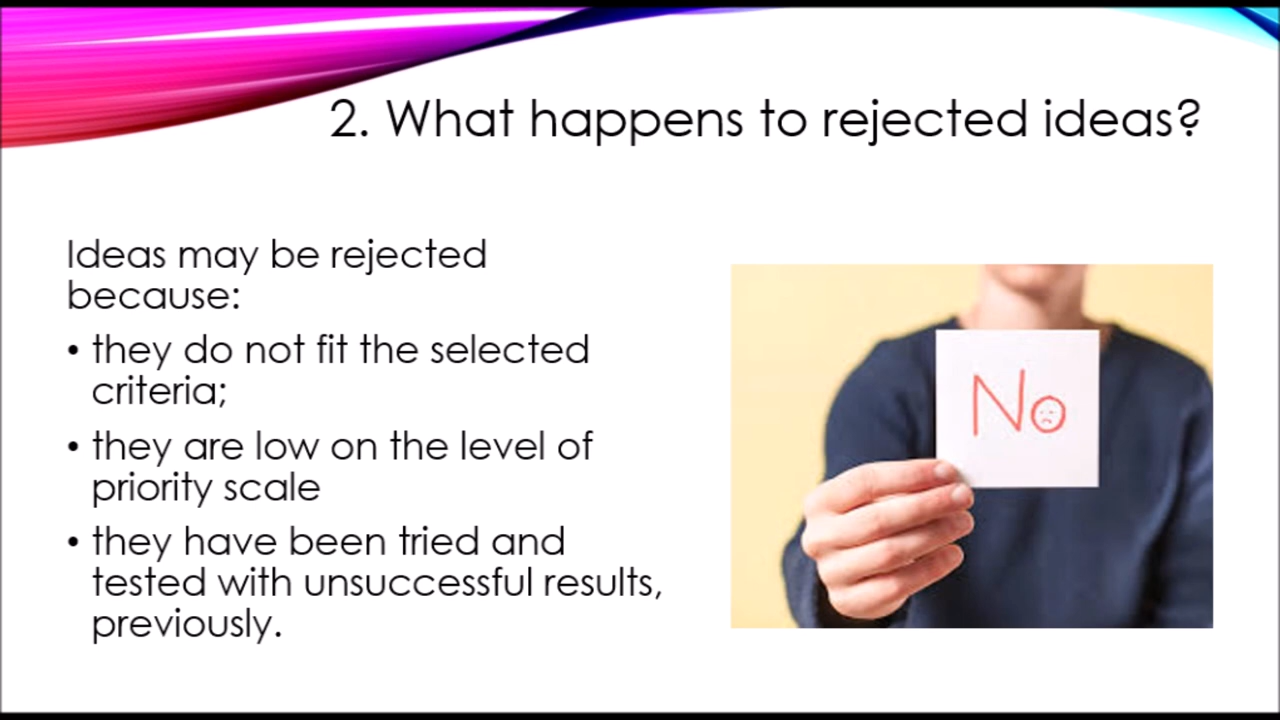 2. What happens to rejected ideas?
Ideas may be rejected
because:
• they do not fit the selected
criteria;
• they are low on the level of
priority scale
• they have been tried and
tested with unsuccessful results,
previously.
No